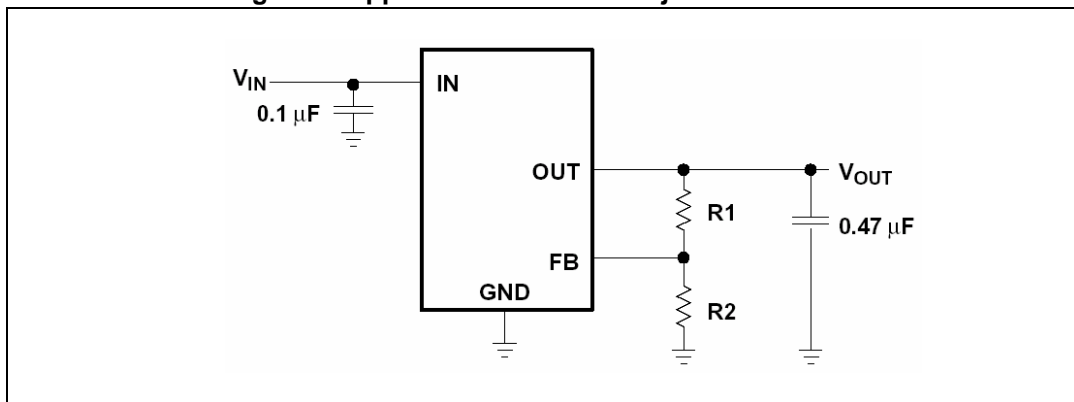 V_IN
IN
0.1 μF
OUT
V_OUT
R1
0.47 μF
FB
GND
R2